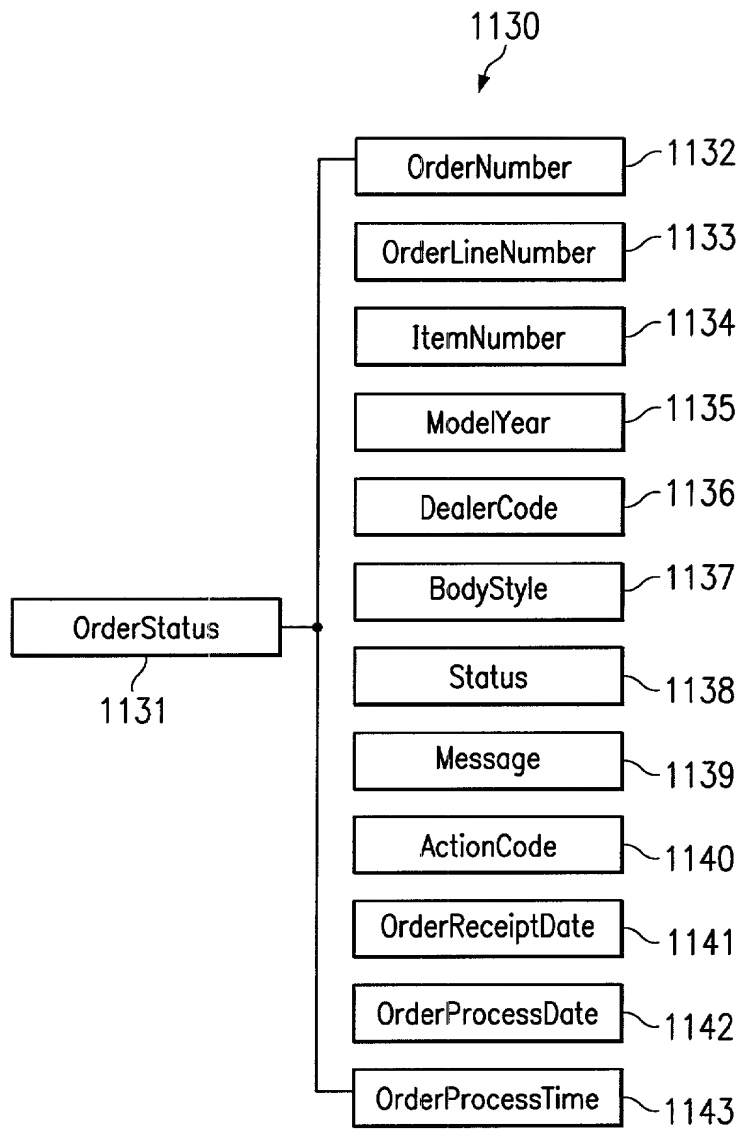 1130
OrderNumber 1132
OrderLineNumber 1133
ItemNumber 1134
ModelYear 1135
DealerCode 1136
BodyStyle 1137
OrderStatus
1131
Status 1138
Message 1139
ActionCode 1140
OrderReceiptDate 1141
OrderProcessDate 1142
OrderProcessTime 1143